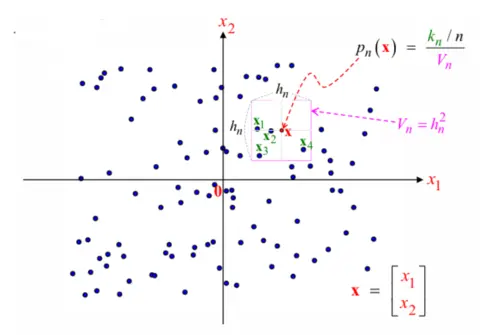 x₂
pₙ(x) = kₙ / n / Vₙ
hₙ
hₙ
Vₙ = hₙ²
x₁
x₂
x
x₃
x₄
x₁
0
x = [x₁ x₂]